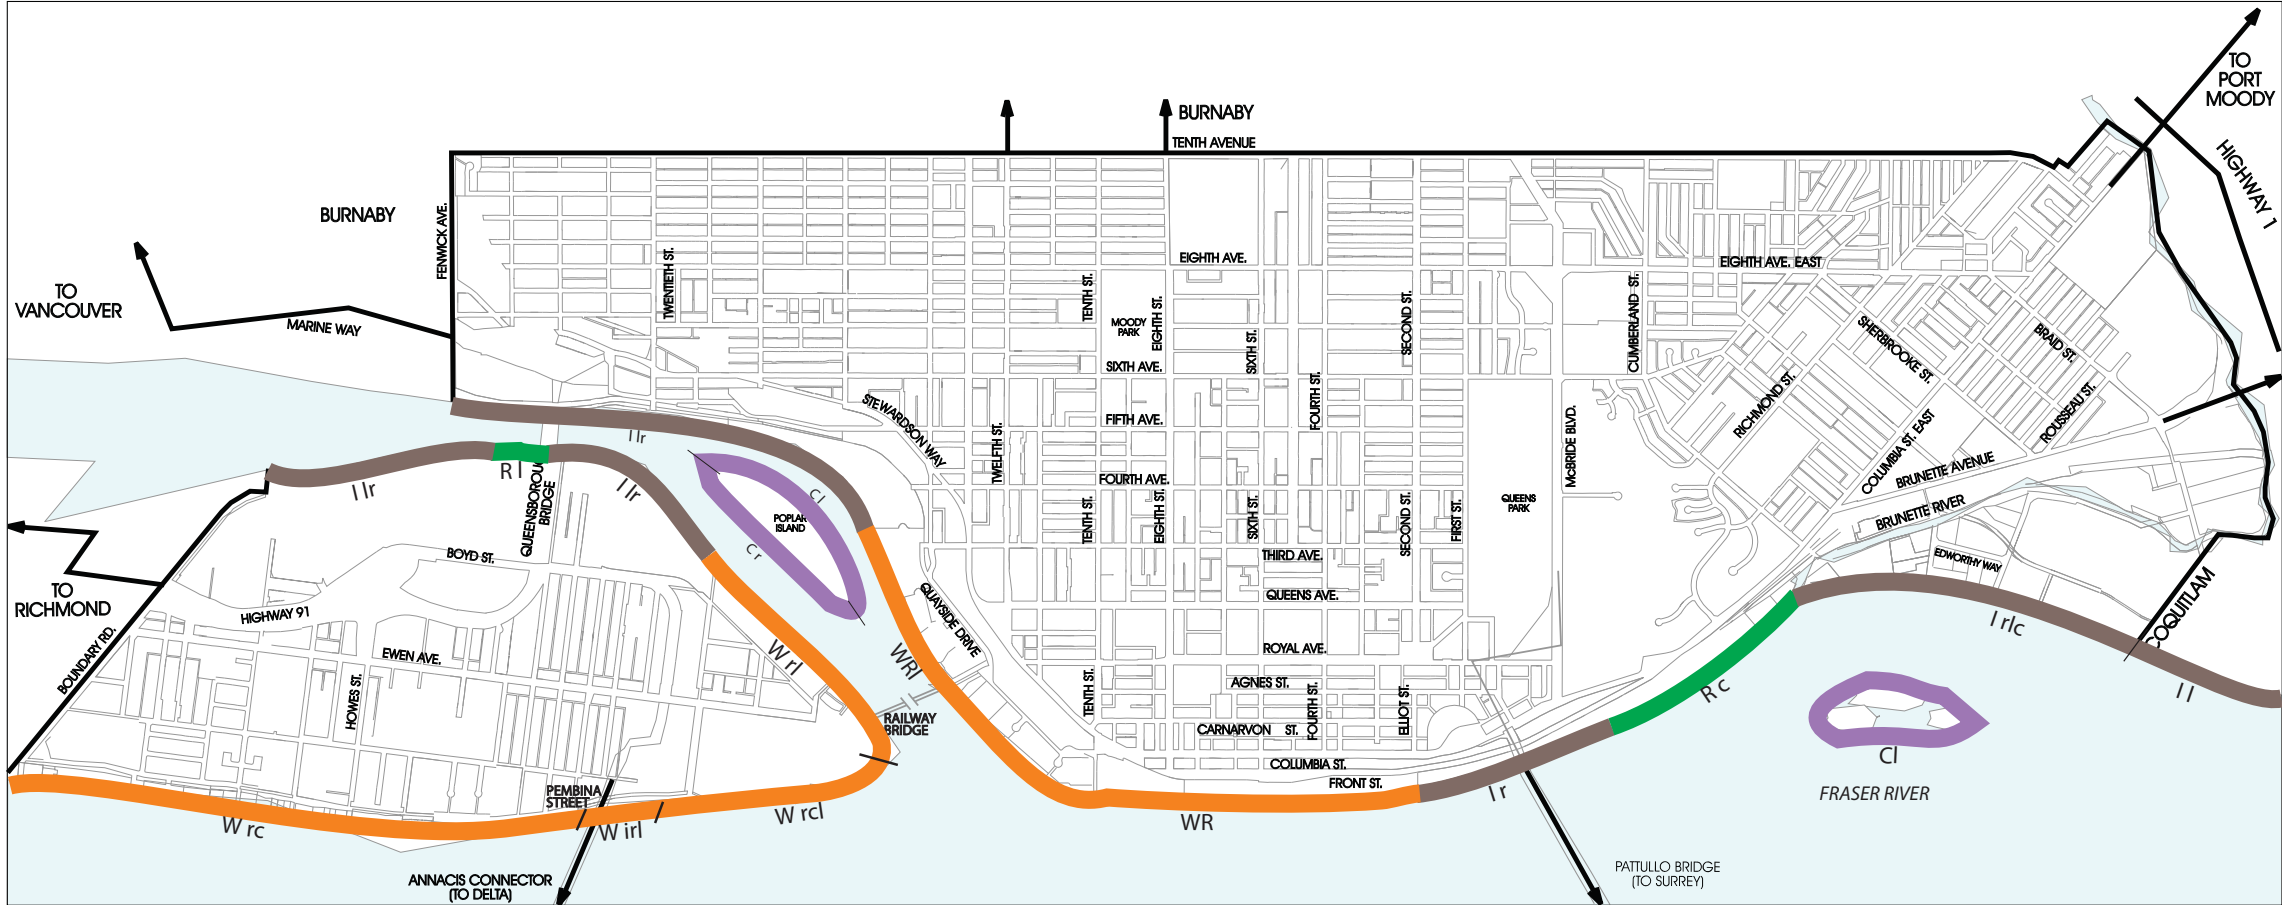 TO
PORT
MOODY
HIGHWAY 1
BURNABY
TENTH AVENUE
BURNABY
FENWICK AVE.
TO
VANCOUVER
MARINE WAY
TWENTIETH ST.
EIGHTH AVE.
EIGHTH AVE. EAST
TENTH ST.
MOODY
PARK
EIGHTH ST.
SIXTH ST.
SECOND ST.
CUMBERLAND ST.
SHERBROOKE ST.
BRAID ST.
SIXTH AVE.
FOURTH ST.
RICHMOND ST.
ROUSSEAU ST.
STEWARDSON WAY
FIFTH AVE.
McBRIDE BLVD.
COLUMBIA ST. EAST
TWELFTH ST.
BRUNETTE AVENUE
FOURTH AVE.
I lr
R l
I lr
I lr
C l
POPLAR
ISLAND
C r
QUEENSBOROU
BRIDGE
TENTH ST.
EIGHTH ST.
SIXTH ST.
SECOND ST.
FIRST ST.
QUEENS
PARK
BRUNETTE RIVER
EDWORTHY WAY
THIRD AVE.
BOYD ST.
TO
RICHMOND
HIGHWAY 91
QUEENS AVE.
QUAYSIDE DRIVE
COQUITLAM
I rlc
BOUNDARY RD.
EWEN AVE.
W rl
WRl
ROYAL AVE.
HOWES ST.
TENTH ST.
AGNES ST.
FOURTH ST.
ELLIOT ST.
R c
I l
RAILWAY
BRIDGE
CARNARVON ST.
COLUMBIA ST.
FRONT ST.
Cl
FRASER RIVER
PEMBINA
STREET
W rc
W irl
W rcl
WR
I r
ANNACIS CONNECTOR
(TO DELTA)
PATTULLO BRIDGE
(TO SURREY)